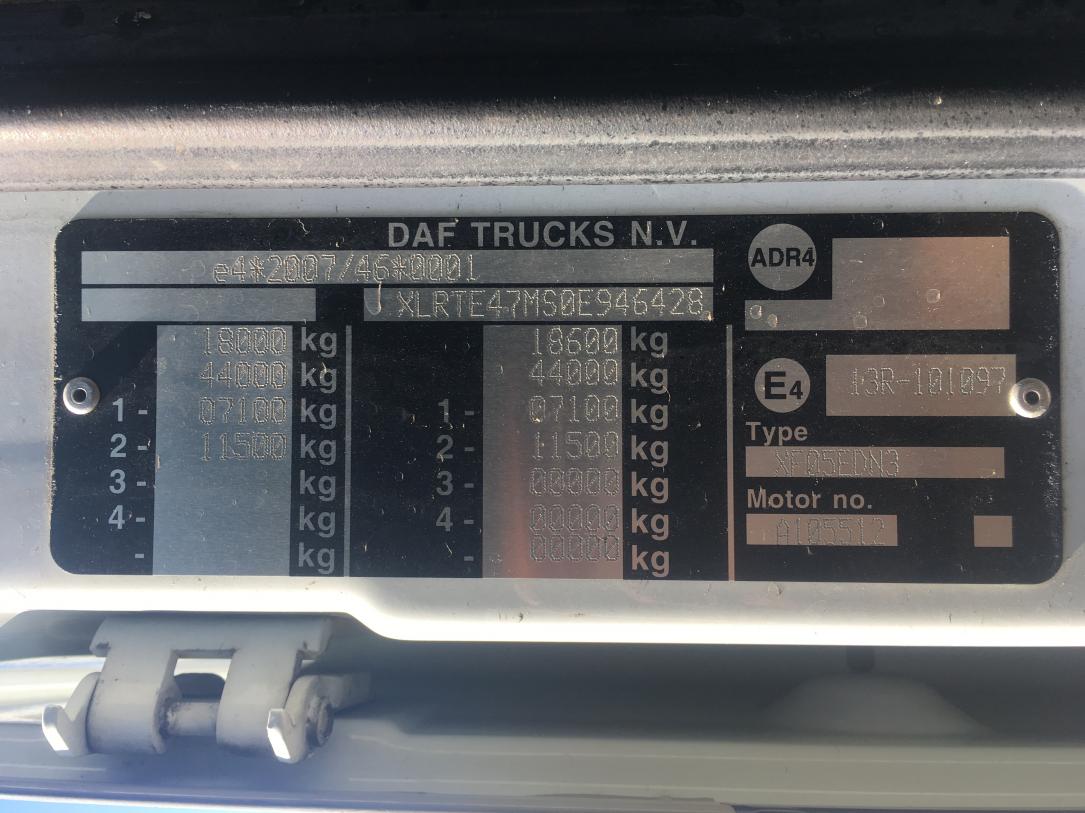 DAF TRUCKS N.V.
e4*2007/46*0001
XLRTE47MS0E946428
18000 kg 18600 kg
44000 kg 44000 kg
1- 07100 kg 1- 07100 kg
2- 11500 kg 2- 11500 kg
3- kg 3- 00000 kg
4- kg 4- 00000 kg
- kg - 00000 kg
ADR4
E4 13R-101097
Type
XF05EDN3
Motor no.
A105512